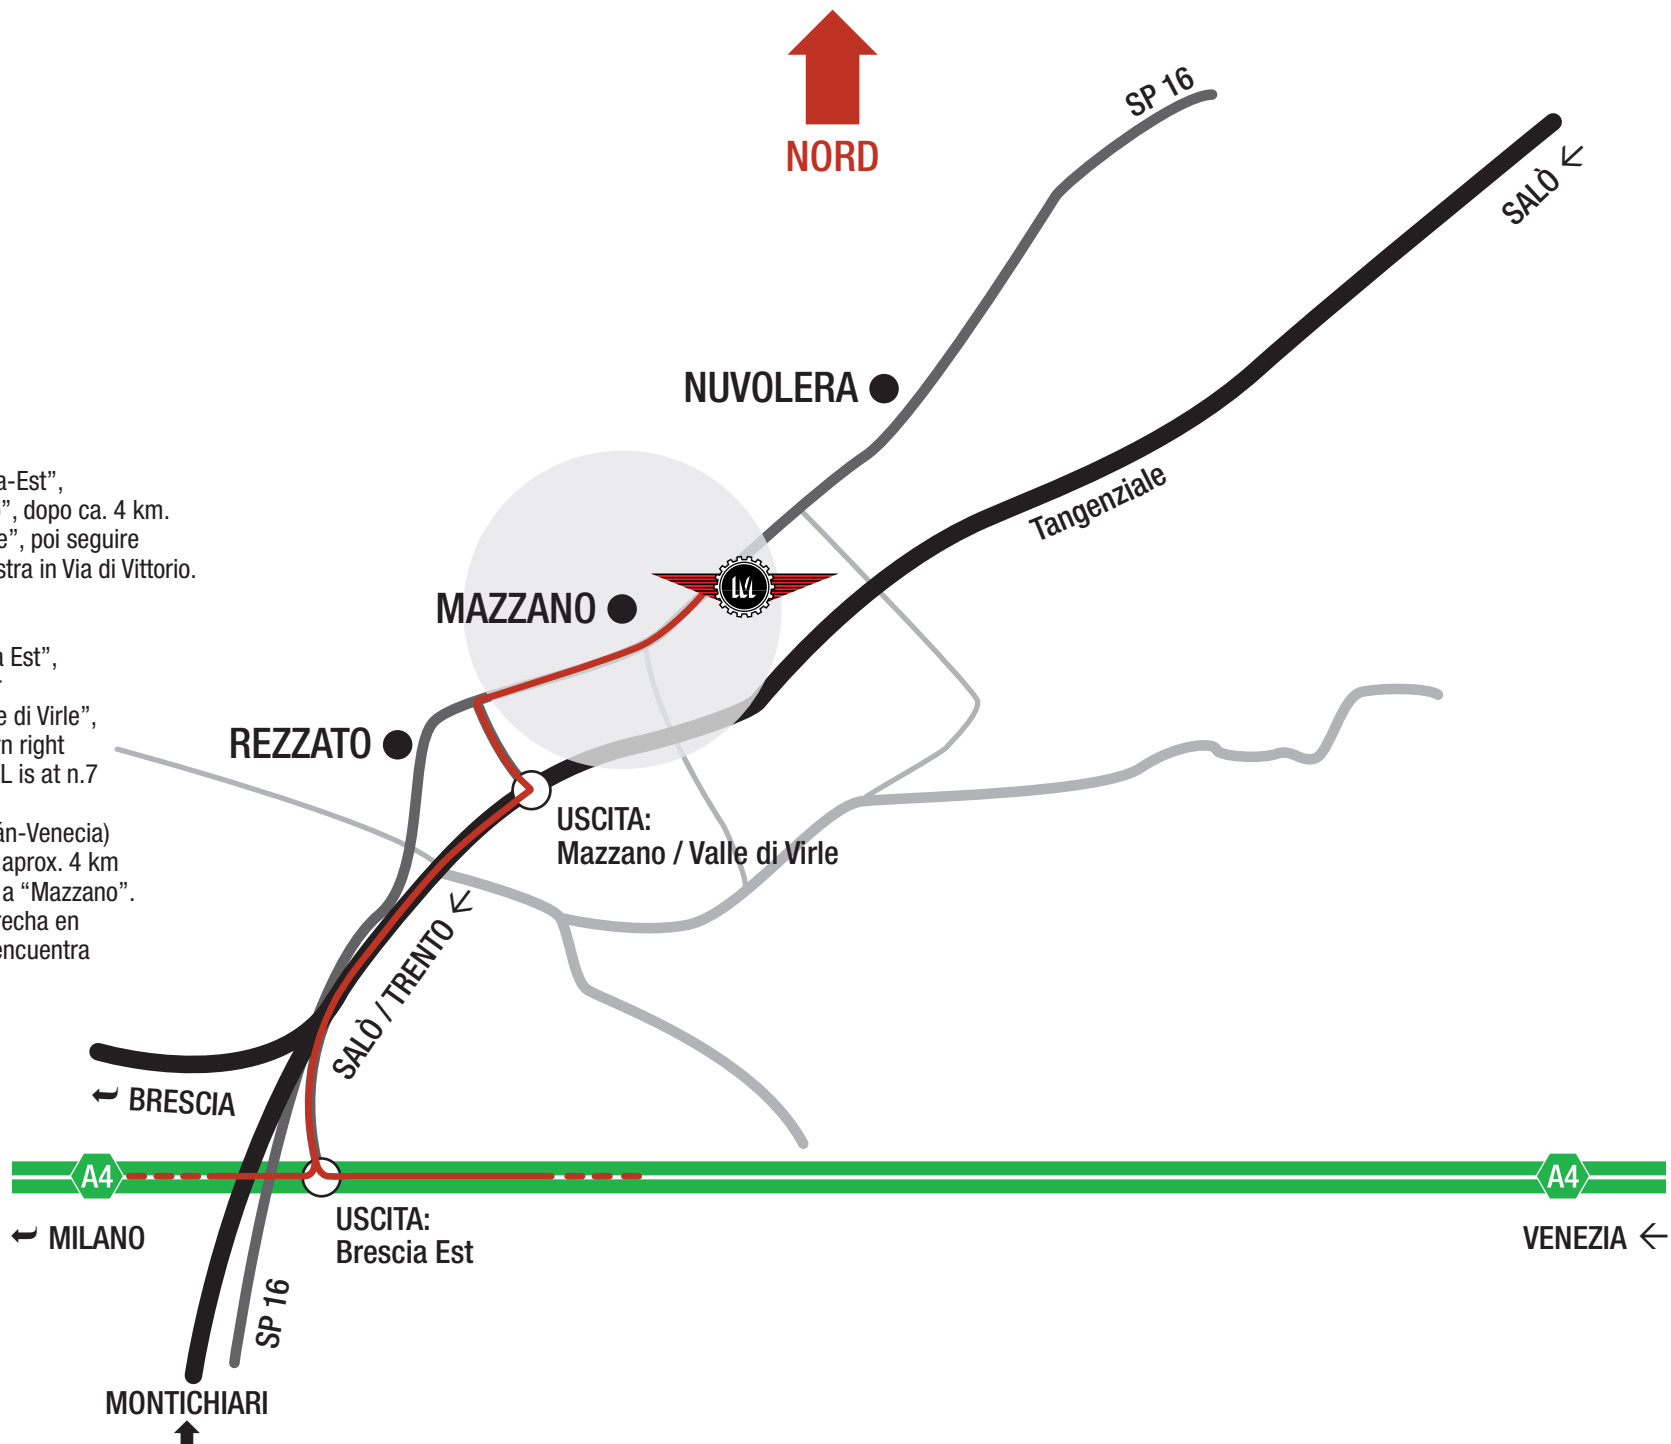 NORD
SP 16
SALÒ
NUVOLERA
Tangenziale
a-Est”,
”, dopo ca. 4 km.
e”, poi seguire
stra in Via di Vittorio.
MAZZANO
a Est”,
e di Virle”,
n right
L is at n.7
REZZATO
USCITA:
Mazzano / Valle di Virle
án-Venecia)
aprox. 4 km
a “Mazzano”.
recha en
encuentra
SALÒ / TRENTO
BRESCIA
A4
A4
MILANO
USCITA:
Brescia Est
VENEZIA
SP 16
MONTICHIARI